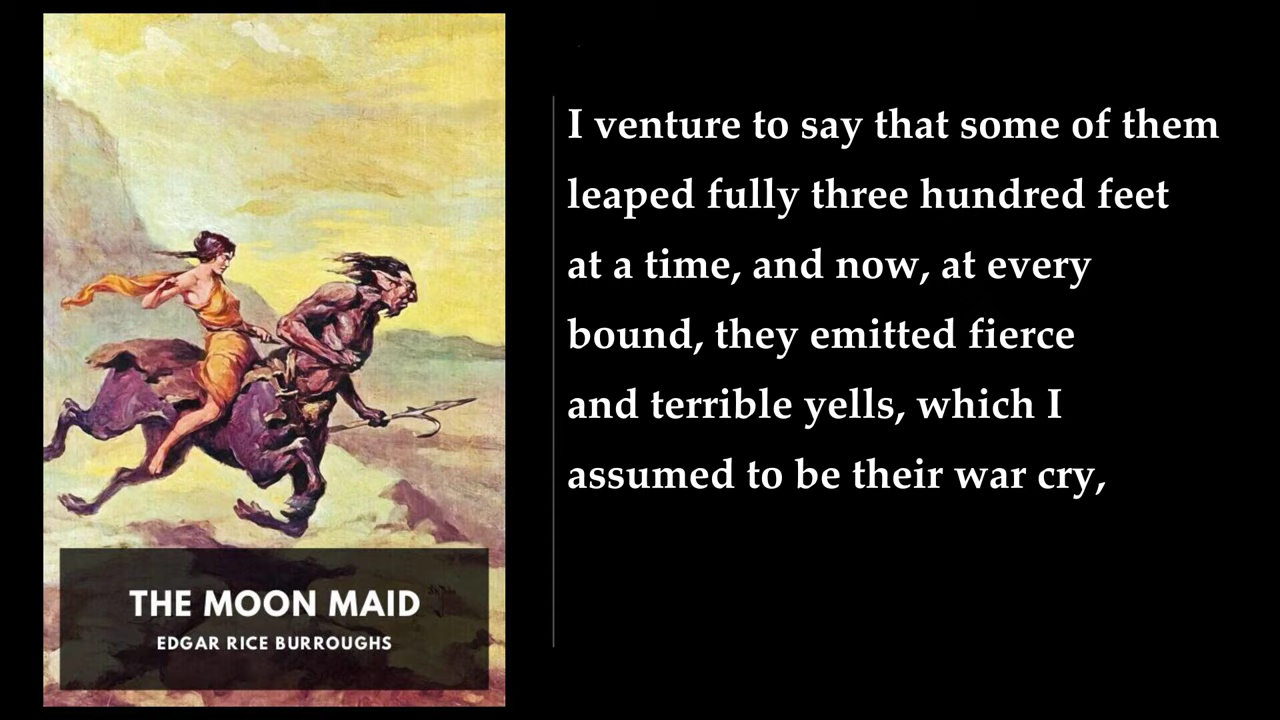 THE MOON MAID
EDGAR RICE BURROUGHS
I venture to say that some of them
leaped fully three hundred feet
at a time, and now, at every
bound, they emitted fierce
and terrible yells, which I
assumed to be their war cry,